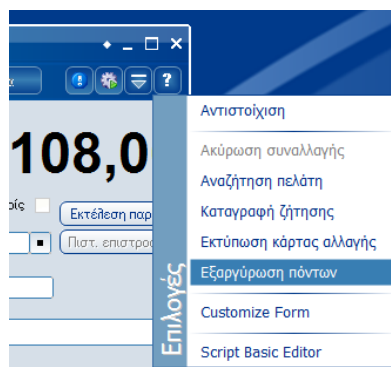 α
?
108,0
ρίς
Εκτέλεση παρ
Πιστ. επιστροφ
Επιλογές
Αντιστοίχιση
Ακύρωση συναλλαγής
Αναζήτηση πελάτη
Καταγραφή ζήτησης
Εκτύπωση κάρτας αλλαγής
Εξαργύρωση πόντων
Customize Form
Script Basic Editor